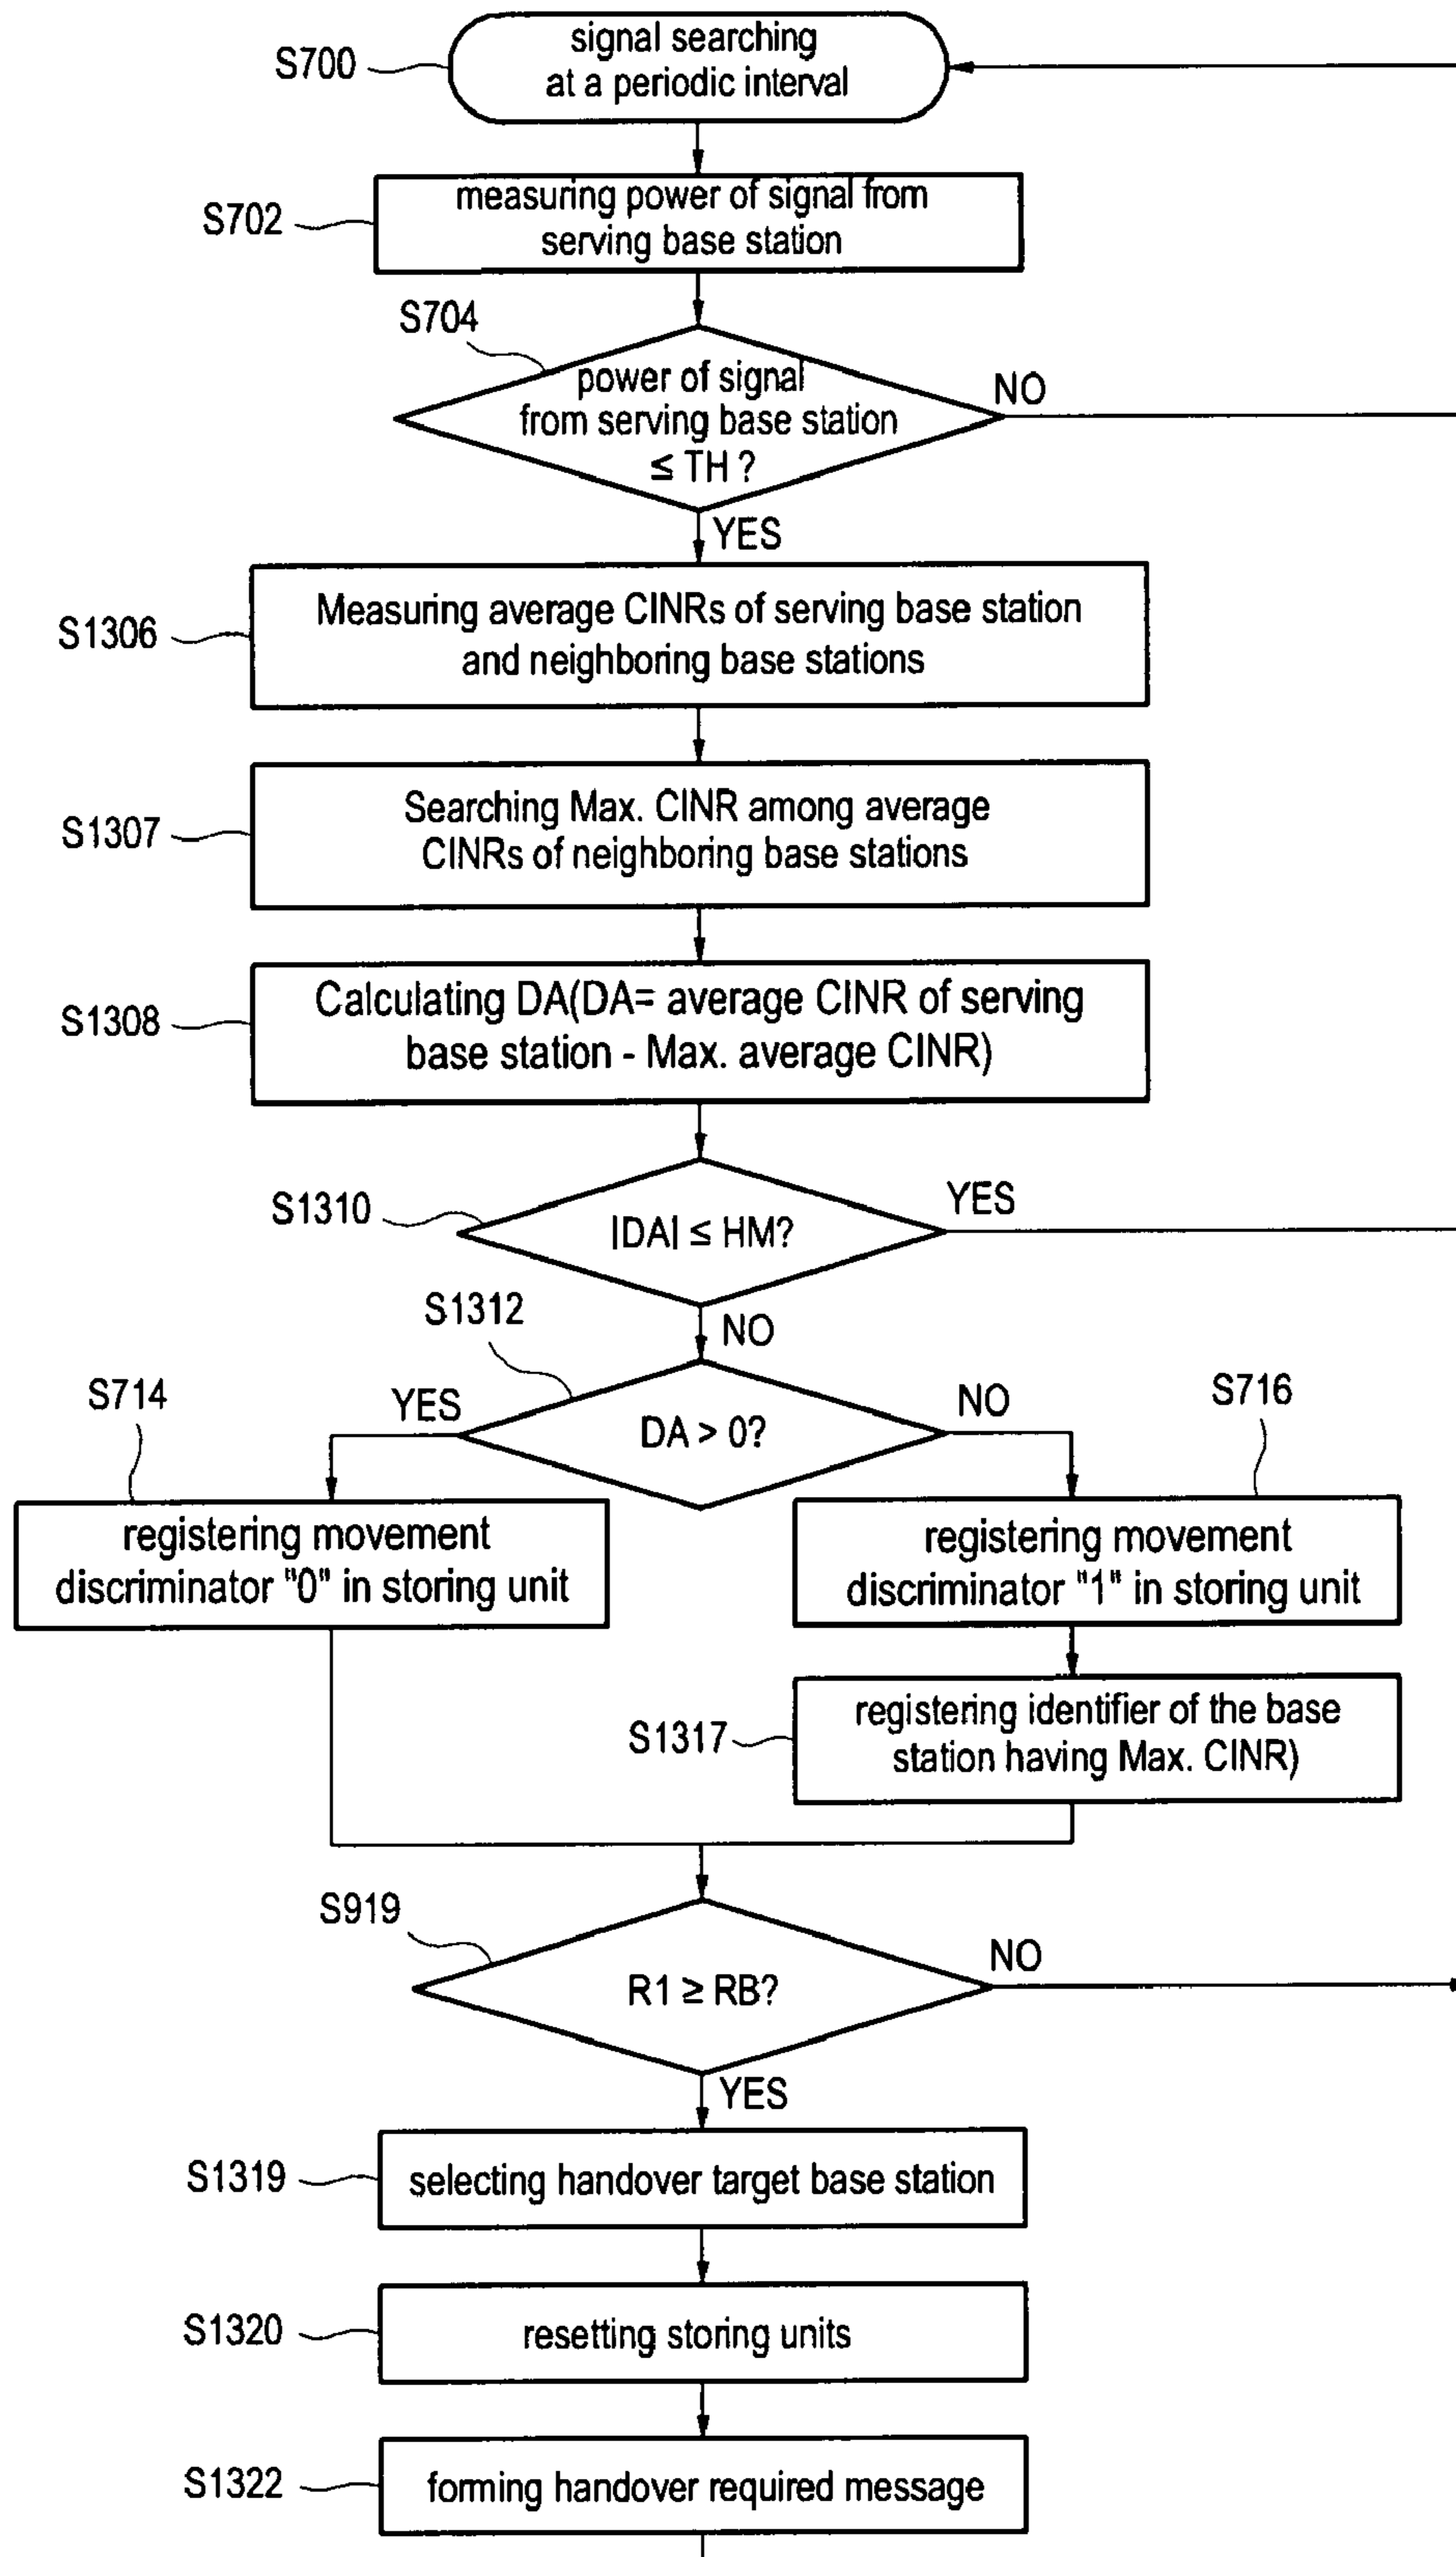 S700
signal searching
at a periodic interval
S702
measuring power of signal from
serving base station
S704
power of signal
from serving base station
≤ TH ?
NO
YES
S1306
Measuring average CINRs of serving base station
and neighboring base stations
S1307
Searching Max. CINR among average
CINRs of neighboring base stations
S1308
Calculating DA(DA= average CINR of serving
base station - Max. average CINR)
S1310
|DA| ≤ HM?
YES
NO
S1312
DA > 0?
YES
NO
S714
registering movement
discriminator "0" in storing unit
S716
registering movement
discriminator "1" in storing unit
S1317
registering identifier of the base
station having Max. CINR)
S919
R1 ≥ RB?
NO
YES
S1319
selecting handover target base station
S1320
resetting storing units
S1322
forming handover required message